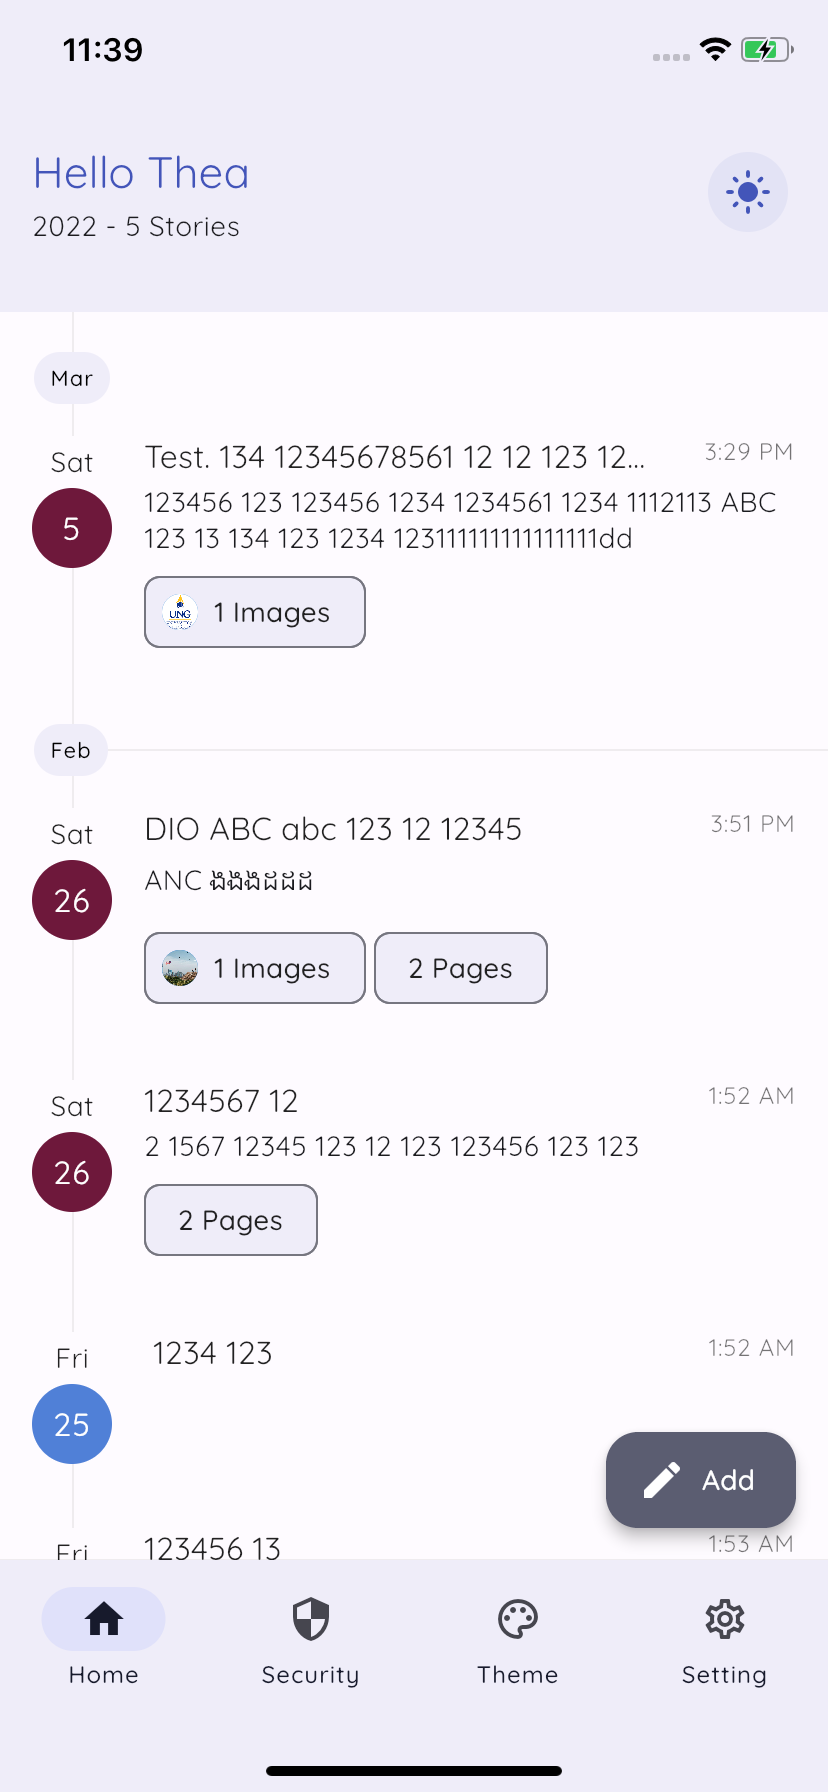 11:39
Hello Thea
2022 - 5 Stories
Mar
Sat
5
Test. 134 12345678561 12 12 123 12...
3:29 PM
123456 123 123456 1234 1234561 1234 1112113 ABC
123 13 134 123 1234 1231111111111111111dd
UNG
1 Images
Feb
Sat
26
DIO ABC abc 123 12 12345
3:51 PM
ANC ងងងដដដ
1 Images
2 Pages
Sat
26
1234567 12
1:52 AM
2 1567 12345 123 12 123 123456 123 123
2 Pages
Fri
25
1234 123
1:52 AM
Add
Fri
123456 13
1:53 AM
Home
Security
Theme
Setting